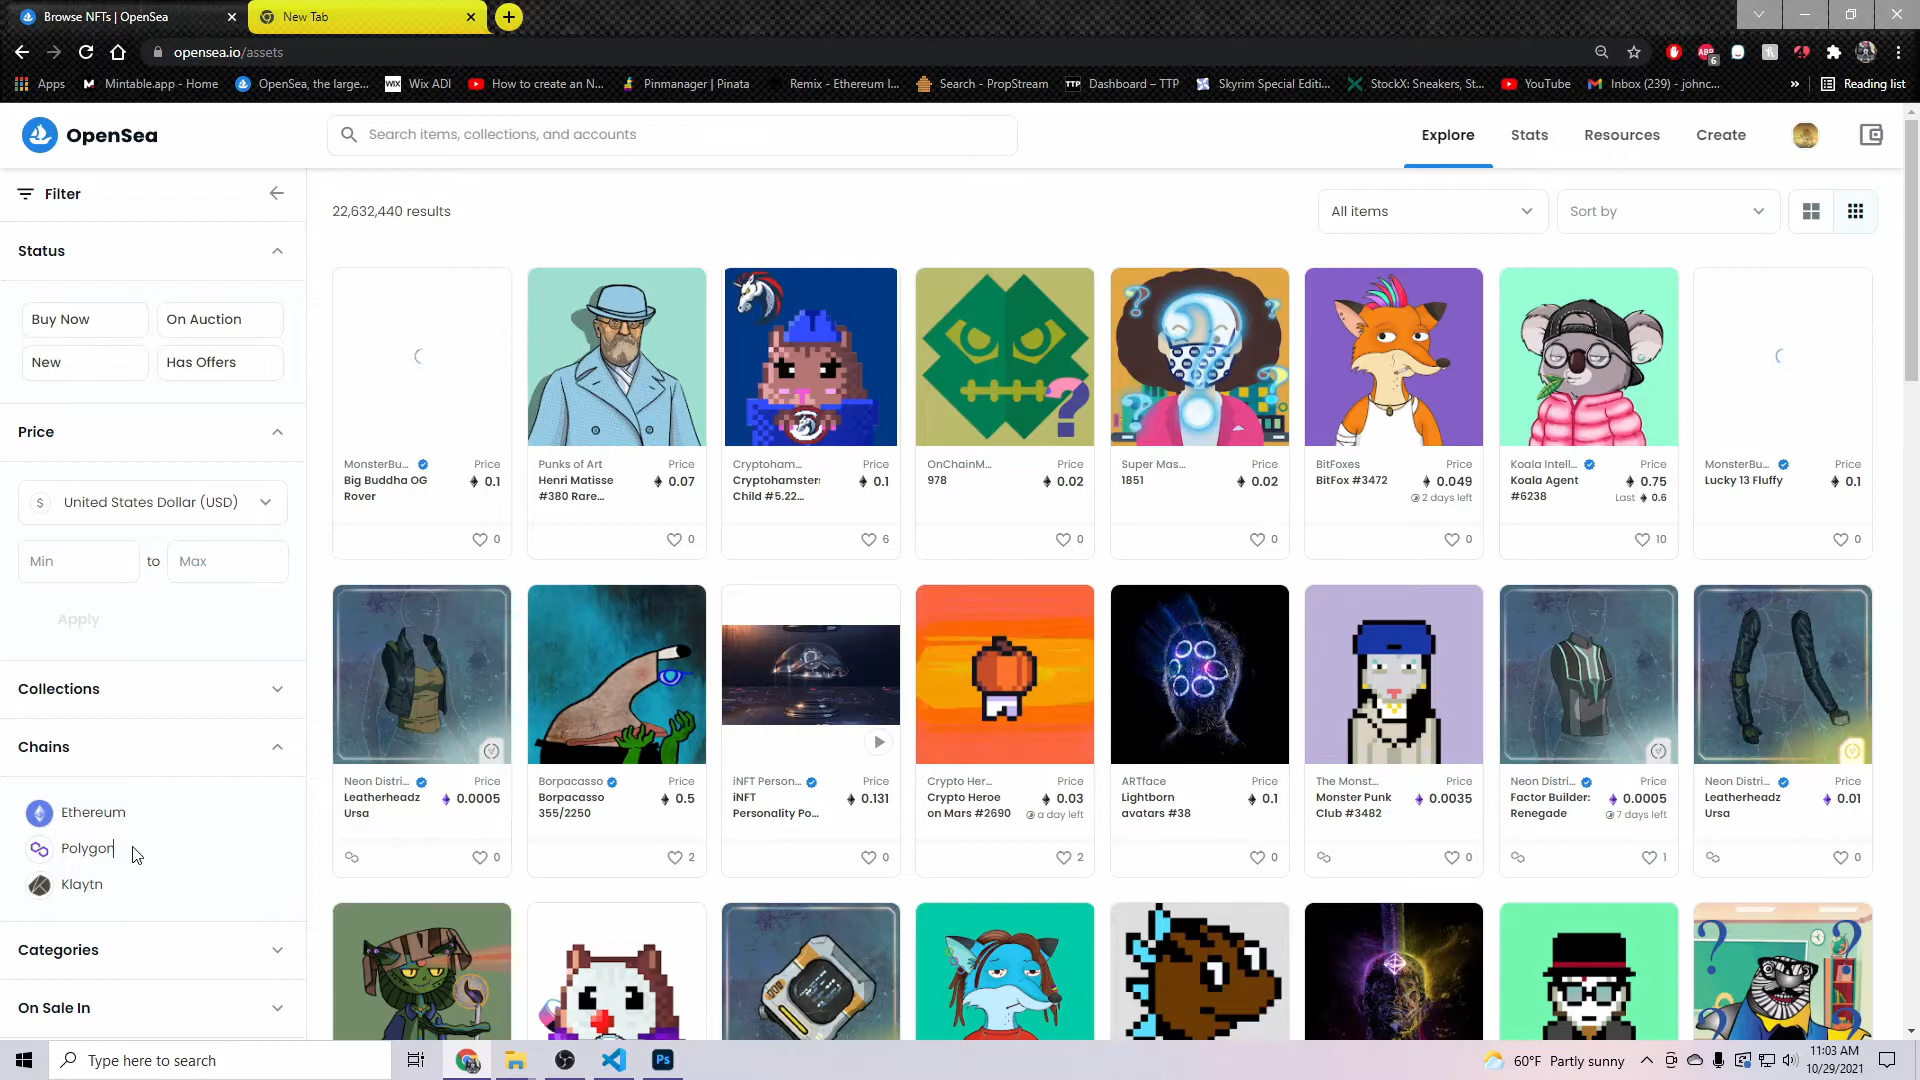 Browse NFTs | OpenSea
New Tab
opensea.io/assets
6
Apps
Mintable.app - Home
OpenSea, the large...
WIX
Wix ADI
How to create an N...
Pinmanager | Pinata
Remix - Ethereum I...
Search - PropStream
TTP
Dashboard – TTP
Skyrim Special Editi...
StockX: Sneakers, St...
YouTube
Inbox (239) - johnc...
»
Reading list
OpenSea
Search items, collections, and accounts
Explore
Stats
Resources
Create
Filter
22,632,440 results
All items
Sort by
Status
Buy Now
On Auction
New
Has Offers
Price
$ United States Dollar (USD)
Min
to
Max
Apply
Collections
Chains
Ethereum
Polygon
Klaytn
Categories
On Sale In
MonsterBu...
Price
Big Buddha OG
0.1
Rover
0
Punks of Art
Price
Henri Matisse
0.07
#380 Rare...
0
Cryptoham...
Price
Cryptohamster:
0.1
Child #5.22...
6
OnChainM...
Price
978
0.02
0
Super Mas...
Price
1851
0.02
0
BitFoxes
Price
BitFox #3472
0.049
2 days left
0
Koala Intell...
Price
Koala Agent
0.75
#6238
Last 0.6
10
MonsterBu...
Price
Lucky 13 Fluffy
0.1
0
Neon Distri...
Price
Leatherheadz
0.0005
Ursa
0
Borpacasso
Price
Borpacasso
0.5
355/2250
2
iNFT Person...
Price
iNFT
0.131
Personality Po...
0
Crypto Her...
Price
Crypto Heroe
0.03
on Mars #2690
a day left
2
ARTface
Price
Lightborn
0.1
avatars #38
0
The Monst...
Price
Monster Punk
0.0035
Club #3482
0
Neon Distri...
Price
Factor Builder:
0.0005
Renegade
7 days left
1
Neon Distri...
Price
Leatherheadz
0.01
Ursa
0
Type here to search
Ps
60°F Partly sunny
11:03 AM
10/29/2021